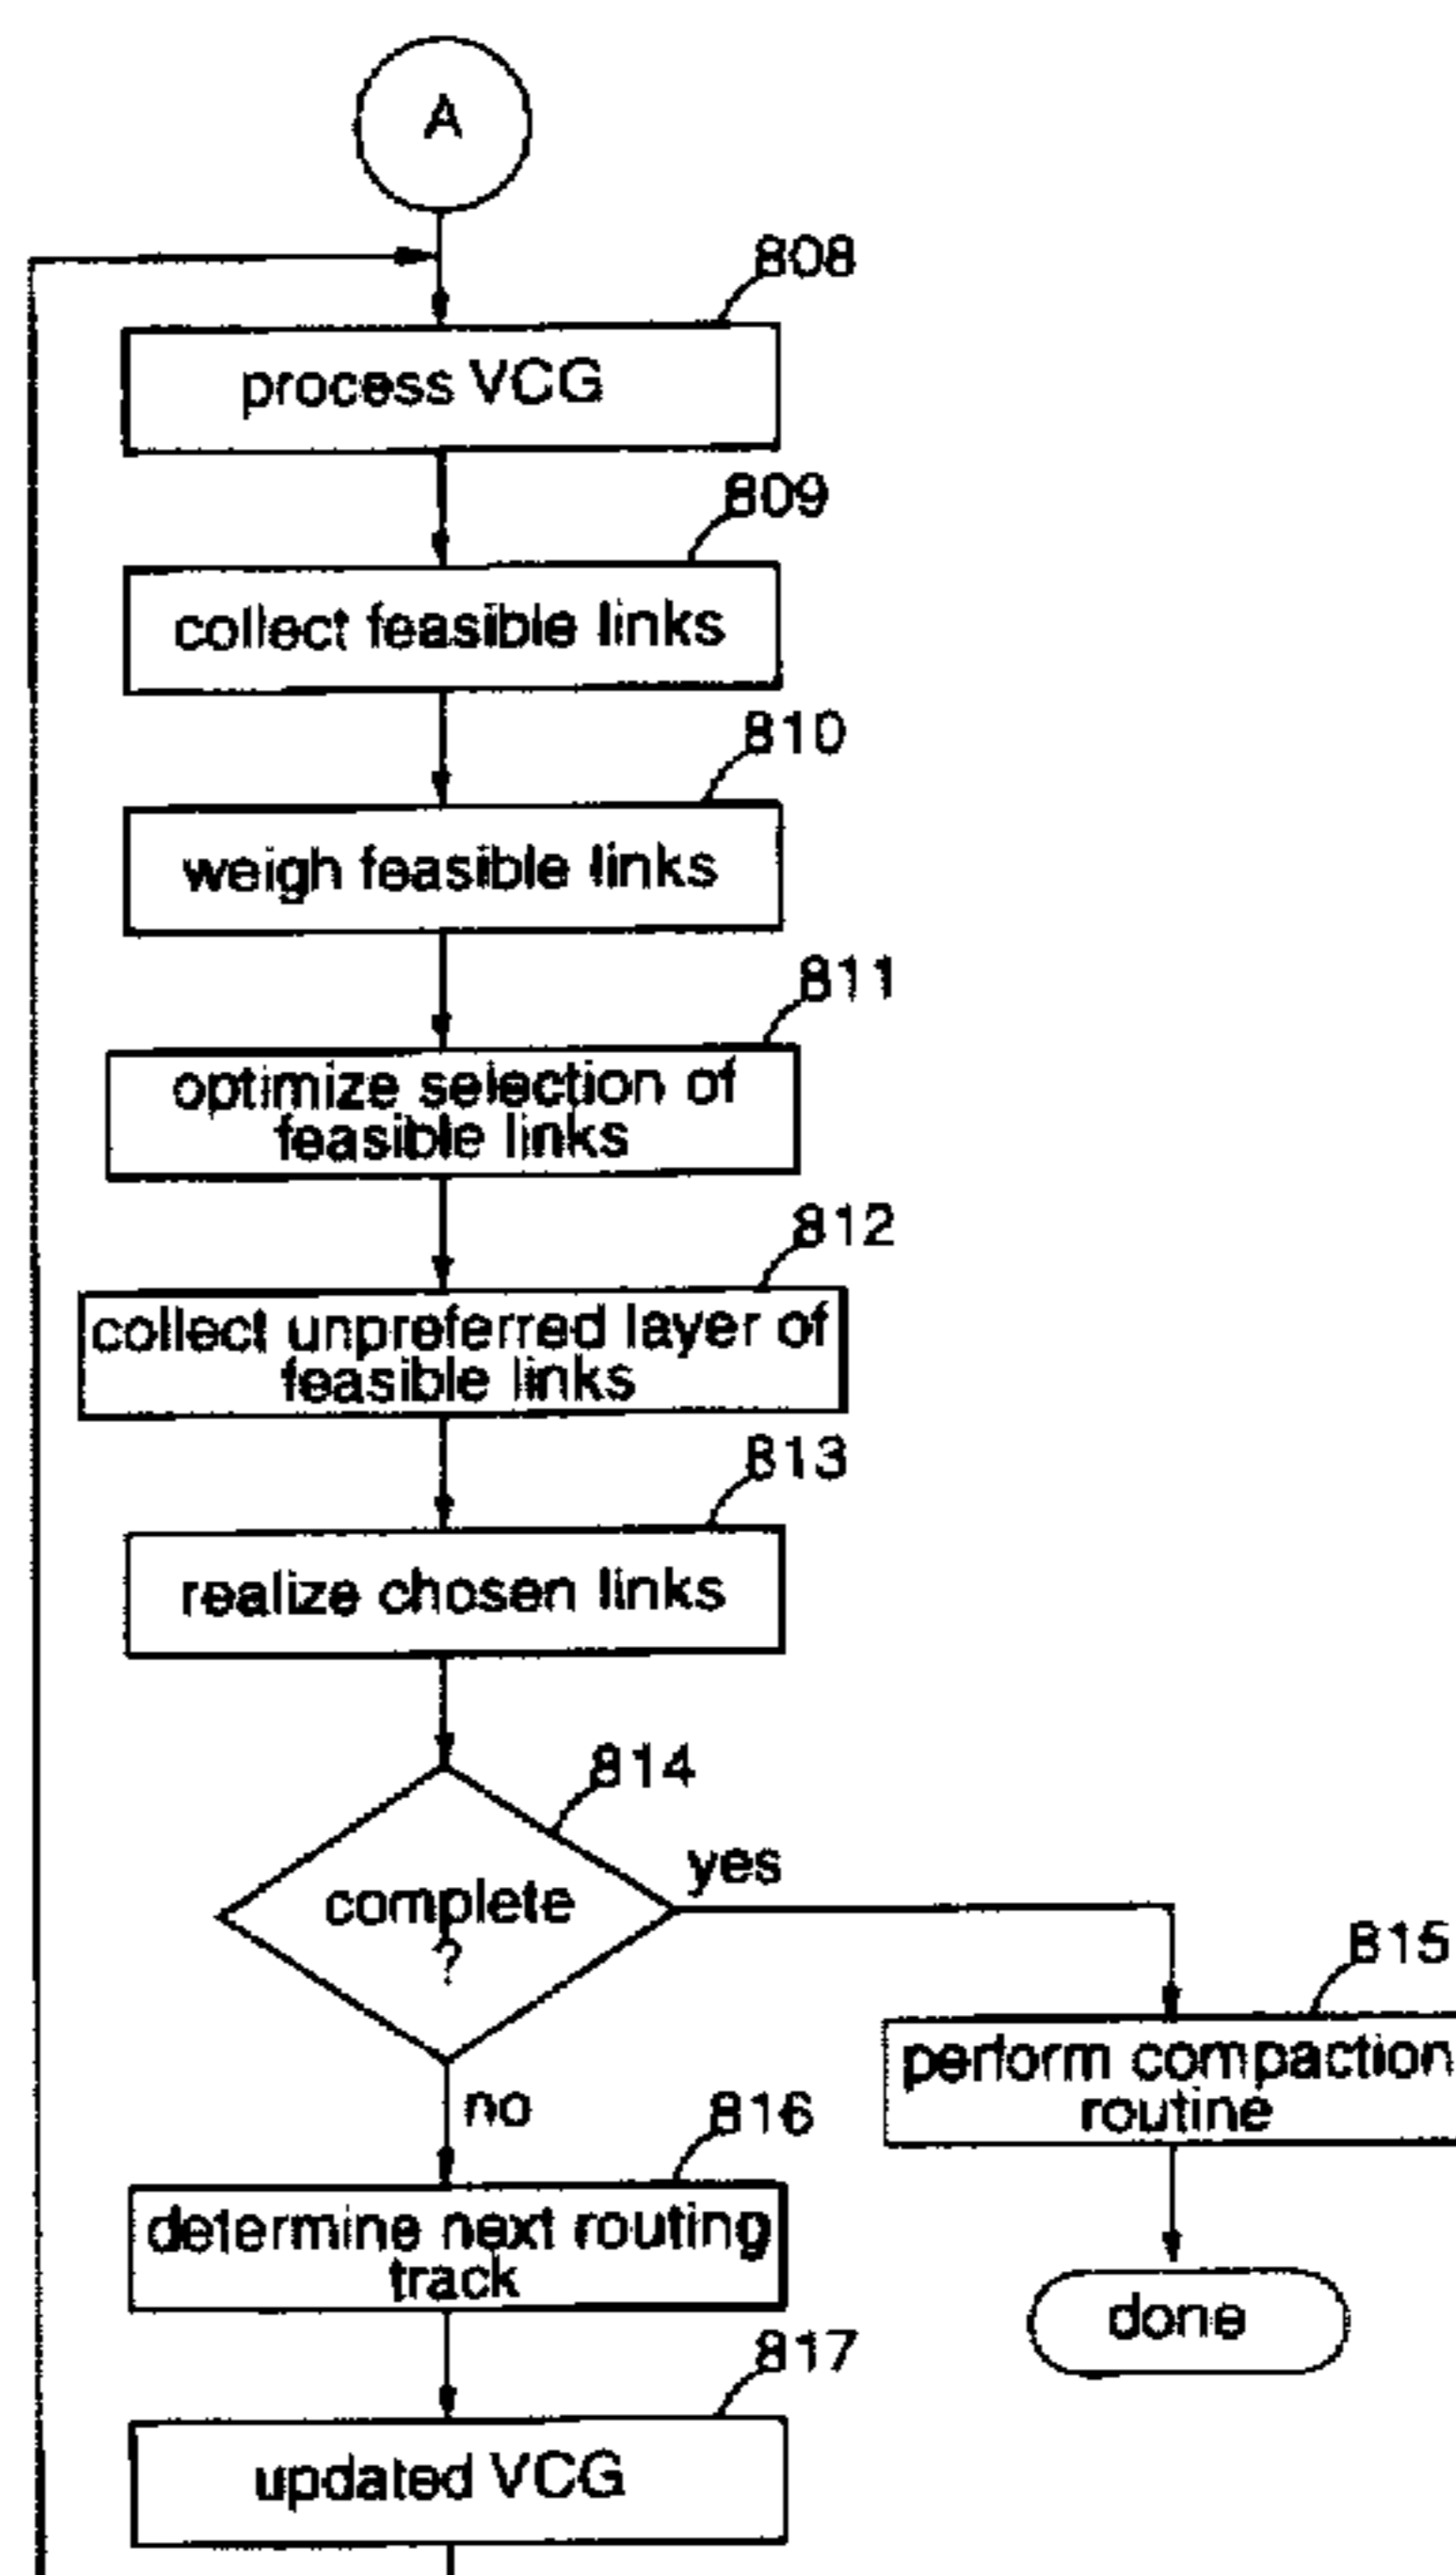 A
808
process VCG
809
collect feasible links
810
weigh feasible links
811
optimize selection of
feasible links
812
collect unpreferred layer of
feasible links
813
realize chosen links
814
complete
?
yes
815
perform compaction
routine
no
816
determine next routing
track
done
817
updated VCG